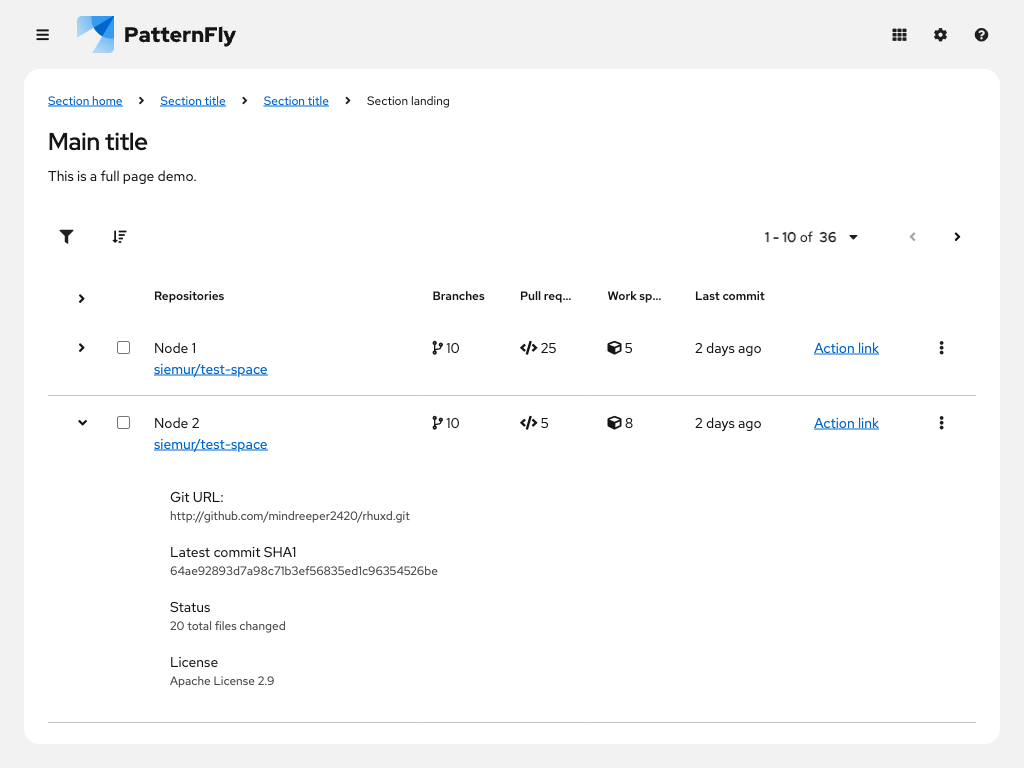 PatternFly
Section home Section title Section title Section landing
Main title
This is a full page demo.
1 - 10 of 36
Repositories Branches Pull req... Work sp... Last commit
Node 1 10 25 5 2 days ago Action link
siemur/test-space
Node 2 10 5 8 2 days ago Action link
siemur/test-space
Git URL:
http://github.com/mindreeper2420/rhuxd.git
Latest commit SHA1
64ae92893d7a98c71b3ef56835ed1c96354526be
Status
20 total files changed
License
Apache License 2.9